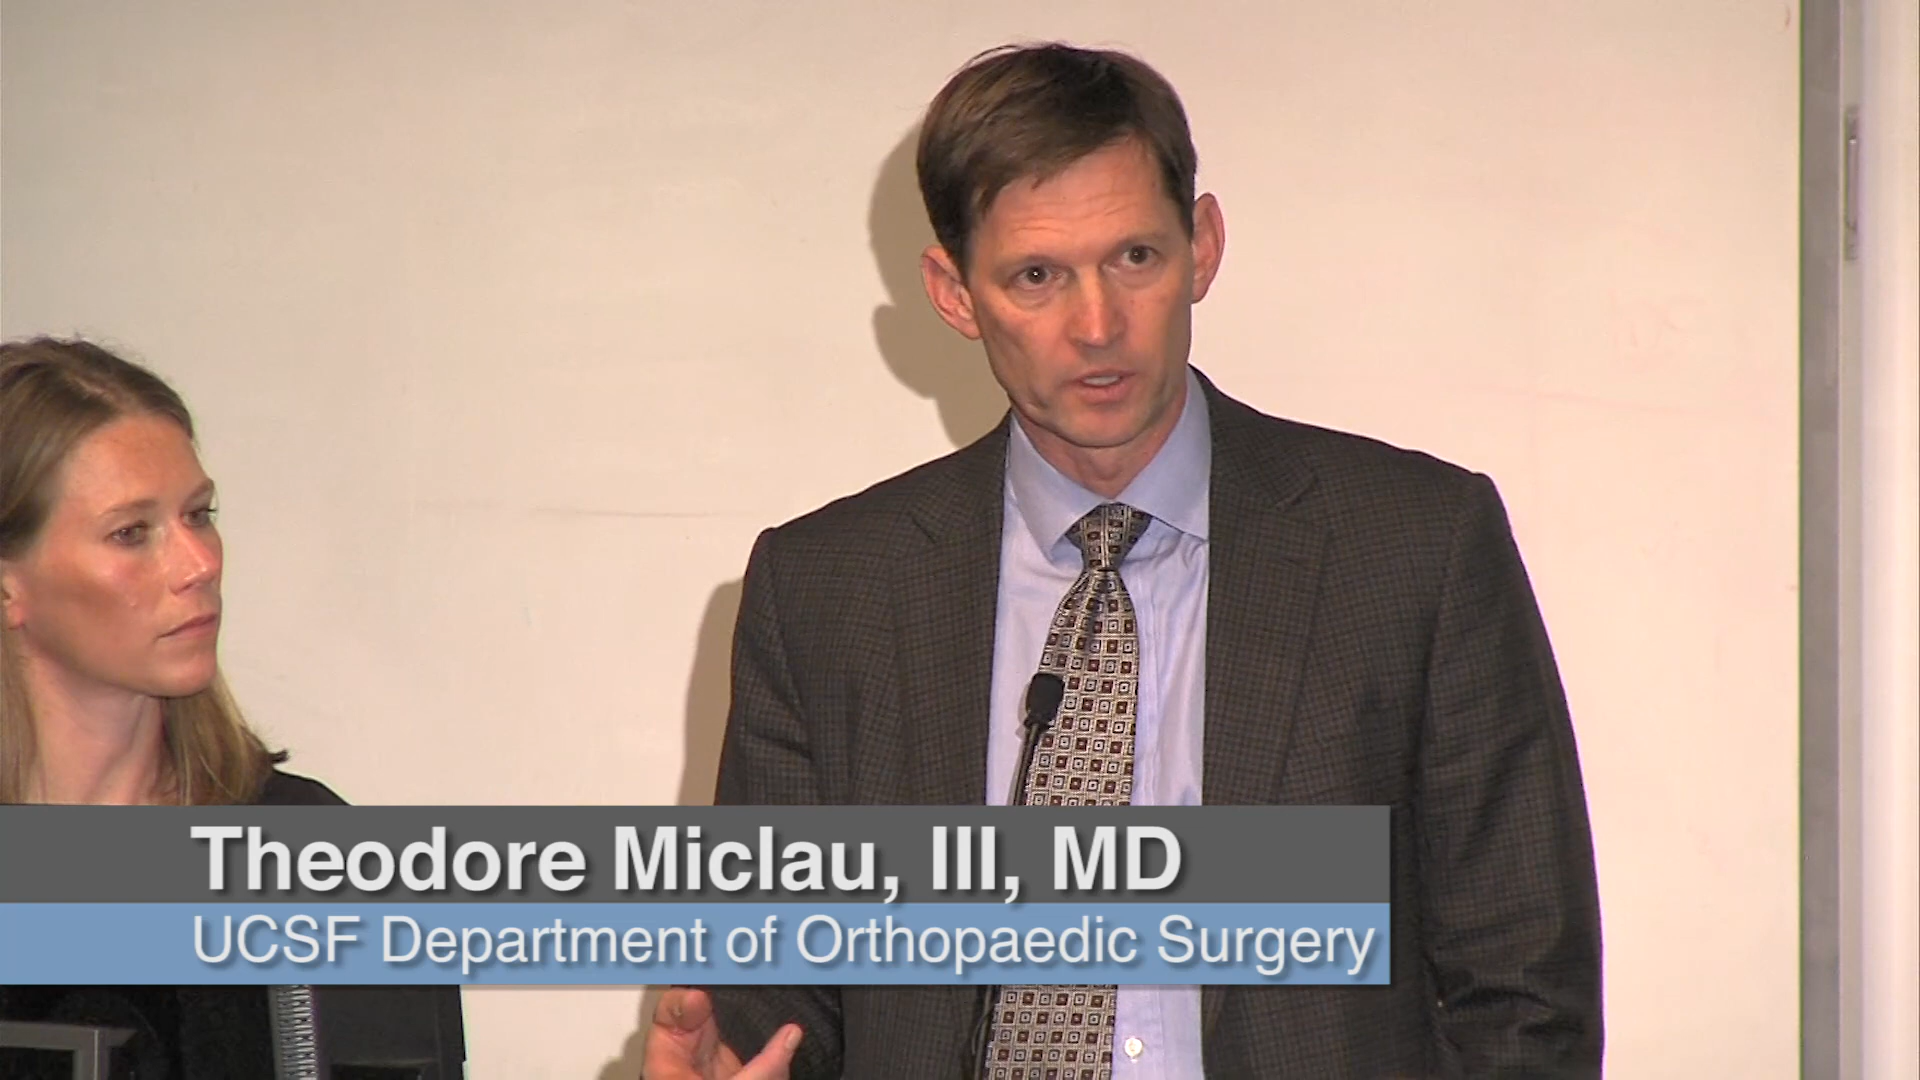 Theodore Miclau, III, MD
UCSF Department of Orthopaedic Surgery